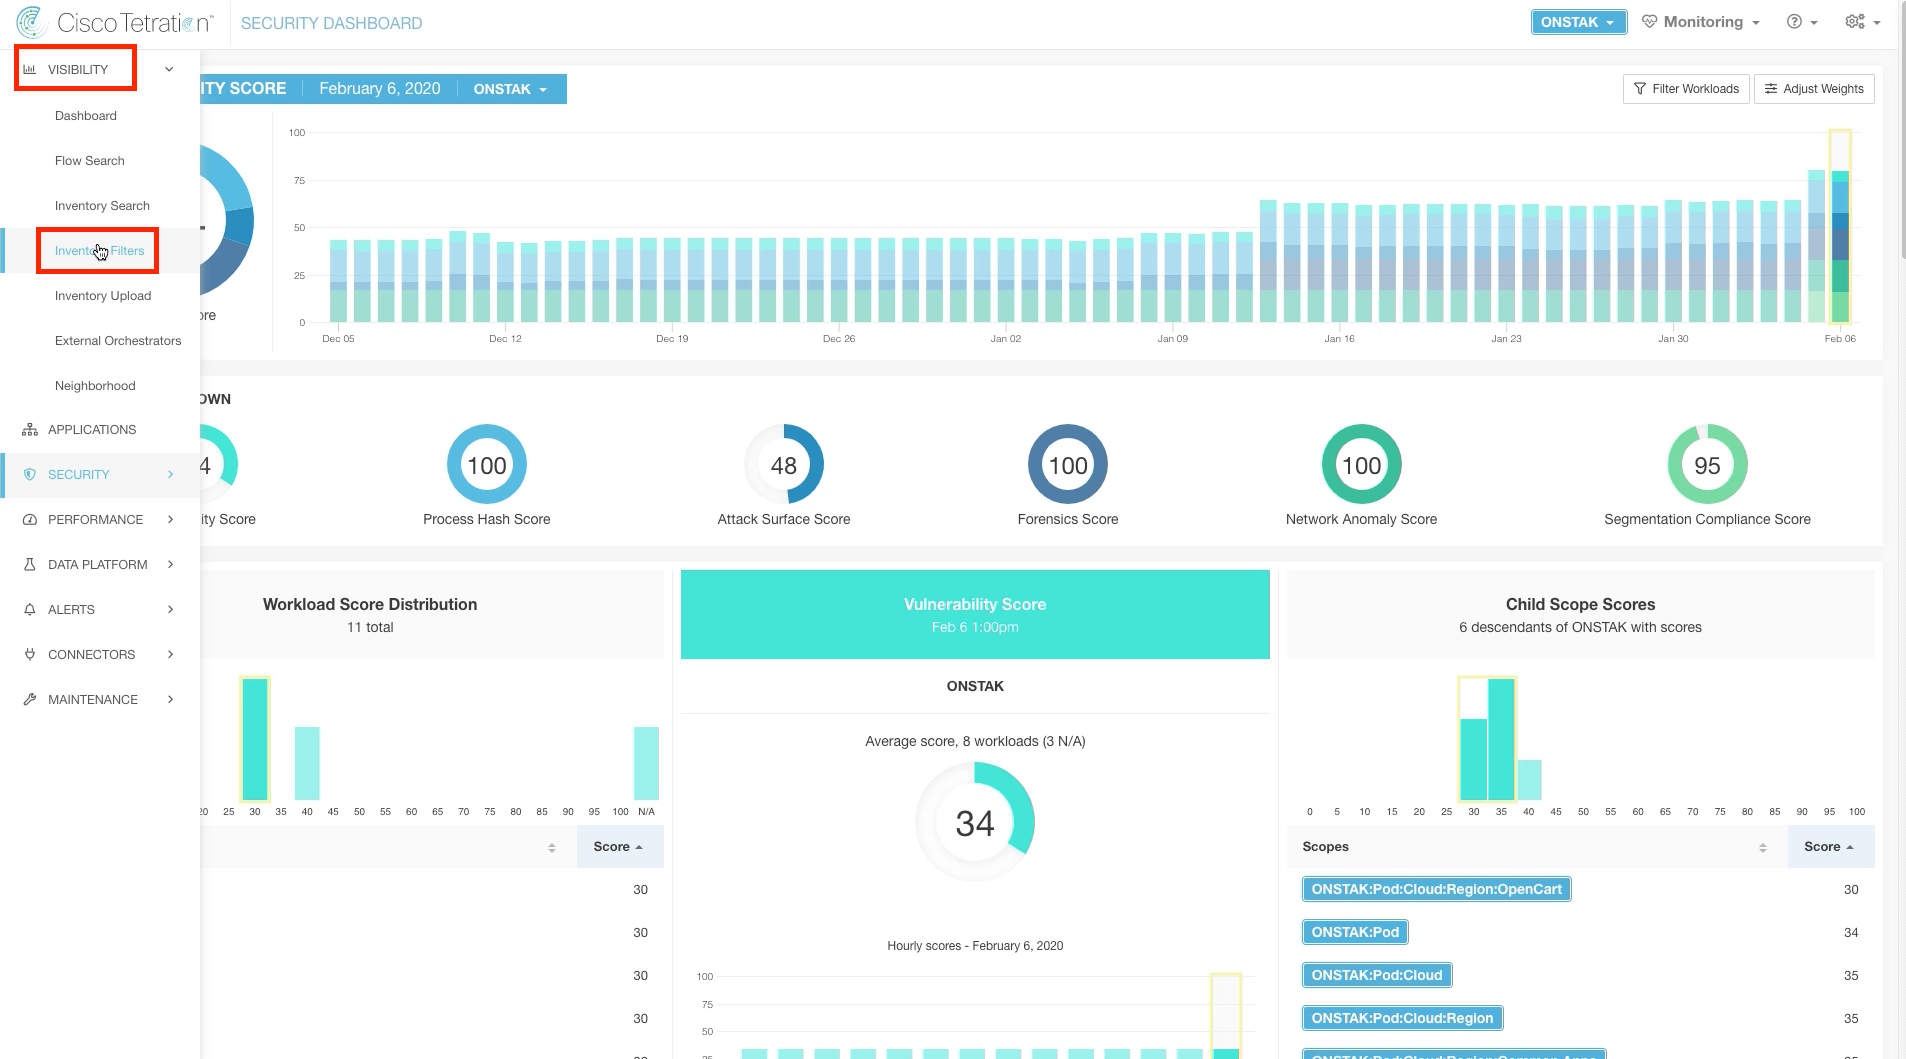 Cisco Tetration™
SECURITY DASHBOARD
ONSTAK
Monitoring
VISIBILITY
Dashboard
Flow Search
Inventory Search
Inventory Filters
Inventory Upload
External Orchestrators
Neighborhood
APPLICATIONS
SECURITY
PERFORMANCE
DATA PLATFORM
ALERTS
CONNECTORS
MAINTENANCE
ITY SCORE February 6, 2020 ONSTAK
Filter Workloads
Adjust Weights
ore
100
75
50
25
0
Dec 05 Dec 12 Dec 19 Dec 26 Jan 02 Jan 09 Jan 16 Jan 23 Jan 30 Feb 06
OWN
4 100 48 100 100 95
ity Score Process Hash Score Attack Surface Score Forensics Score Network Anomaly Score Segmentation Compliance Score
Workload Score Distribution
11 total
20 25 30 35 40 45 50 55 60 65 70 75 80 85 90 95 100 N/A
Score
30
30
30
30
Vulnerability Score
Feb 6 1:00pm
ONSTAK
Average score, 8 workloads (3 N/A)
34
Hourly scores - February 6, 2020
100
75
50
25
Child Scope Scores
6 descendants of ONSTAK with scores
0 5 10 15 20 25 30 35 40 45 50 55 60 65 70 75 80 85 90 95 100
Scopes Score
ONSTAK:Pod:Cloud:Region:OpenCart 30
ONSTAK:Pod 34
ONSTAK:Pod:Cloud 35
ONSTAK:Pod:Cloud:Region 35